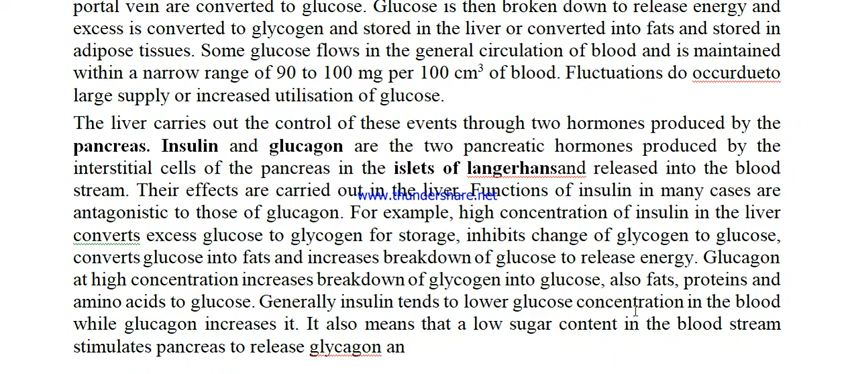 portal vein are converted to glucose. Glucose is then broken down to release energy and
excess is converted to glycogen and stored in the liver or converted into fats and stored in
adipose tissues. Some glucose flows in the general circulation of blood and is maintained
within a narrow range of 90 to 100 mg per 100 cm³ of blood. Fluctuations do occurdueto
large supply or increased utilisation of glucose.
The liver carries out the control of these events through two hormones produced by the
pancreas. Insulin and glucagon are the two pancreatic hormones produced by the
interstitial cells of the pancreas in the islets of langerhansand released into the blood
stream. Their effects are carried out in the liver. Functions of insulin in many cases are
www.thundershare.net
antagonistic to those of glucagon. For example, high concentration of insulin in the liver
converts excess glucose to glycogen for storage, inhibits change of glycogen to glucose,
converts glucose into fats and increases breakdown of glucose to release energy. Glucagon
at high concentration increases breakdown of glycogen into glucose, also fats, proteins and
amino acids to glucose. Generally insulin tends to lower glucose concentration in the blood
while glucagon increases it. It also means that a low sugar content in the blood stream
stimulates pancreas to release glycagon an